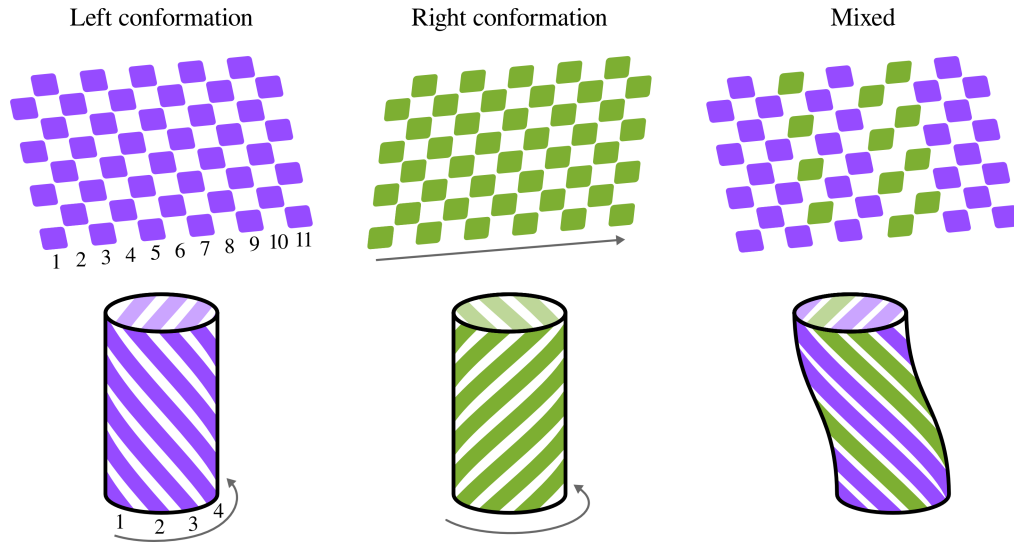 Left conformation
Right conformation
Mixed
1 2 3 4 5 6 7 8 9 10 11
1 2 3 4